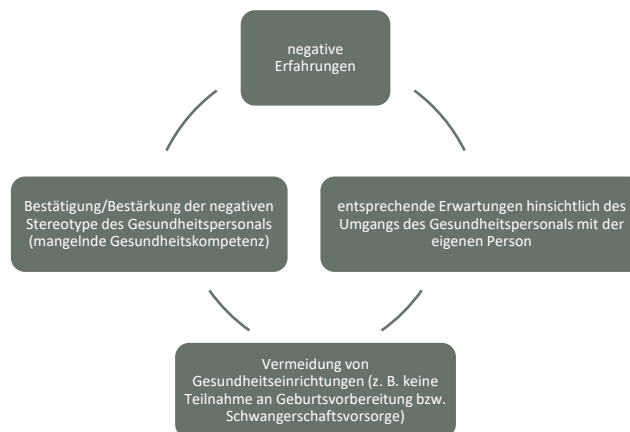 negative
Erfahrungen
entsprechende Erwartungen hinsichtlich des
Umgangs des Gesundheitspersonals mit der
eigenen Person
Vermeidung von
Gesundheitseinrichtungen (z. B. keine
Teilnahme an Geburtsvorbereitung bzw.
Schwangerschaftsvorsorge)
Bestätigung/Bestärkung der negativen
Stereotype des Gesundheitspersonals
(mangelnde Gesundheitskompetenz)